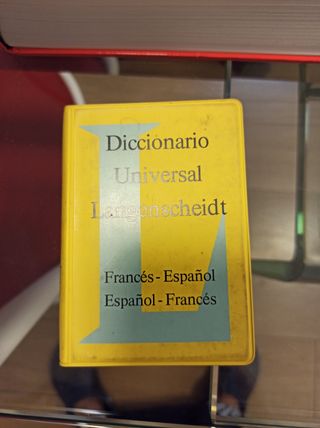 Diccionario
Universal
Langenscheidt
Francés - Español
Español - Francés